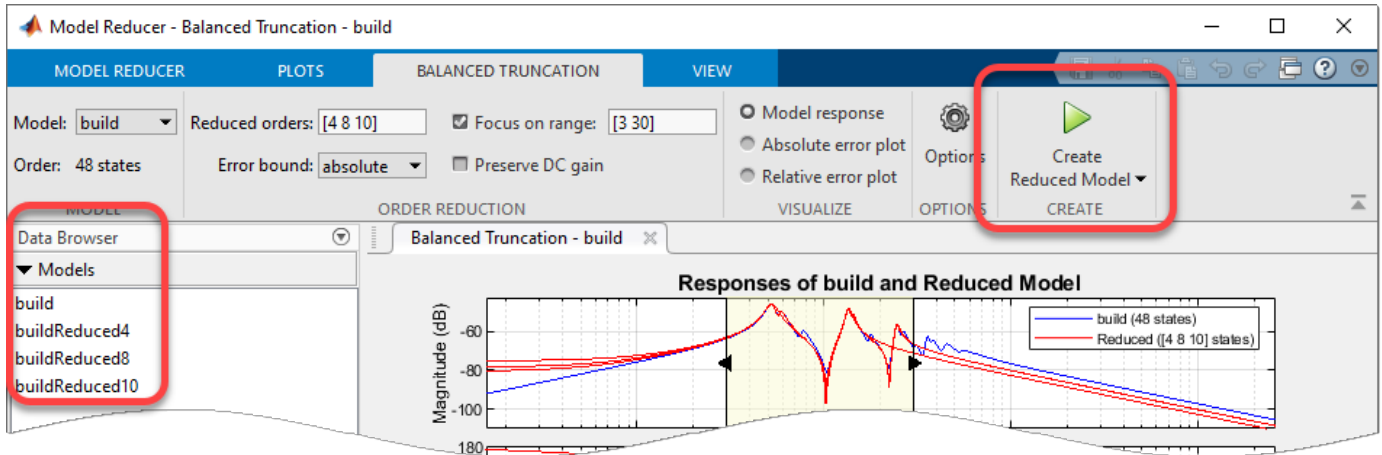 Model Reducer - Balanced Truncation - build
MODEL REDUCER PLOTS BALANCED TRUNCATION VIEW
Model: build Reduced orders: [4 8 10] Focus on range: [3 30] Model response
Absolute error plot
Order: 48 states Error bound: absolute Preserve DC gain Options Create
Relative error plot Reduced Model
MODEL ORDER REDUCTION VISUALIZE OPTIONS CREATE
Data Browser Balanced Truncation - build
Models
Responses of build and Reduced Model
build
buildReduced4
buildReduced8
buildReduced10
build (48 states)
Reduced ([4 8 10] states)
Magnitude (dB)
-60
-80
-100
180